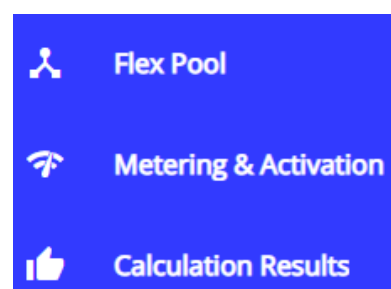 Flex Pool
Metering & Activation
Calculation Results